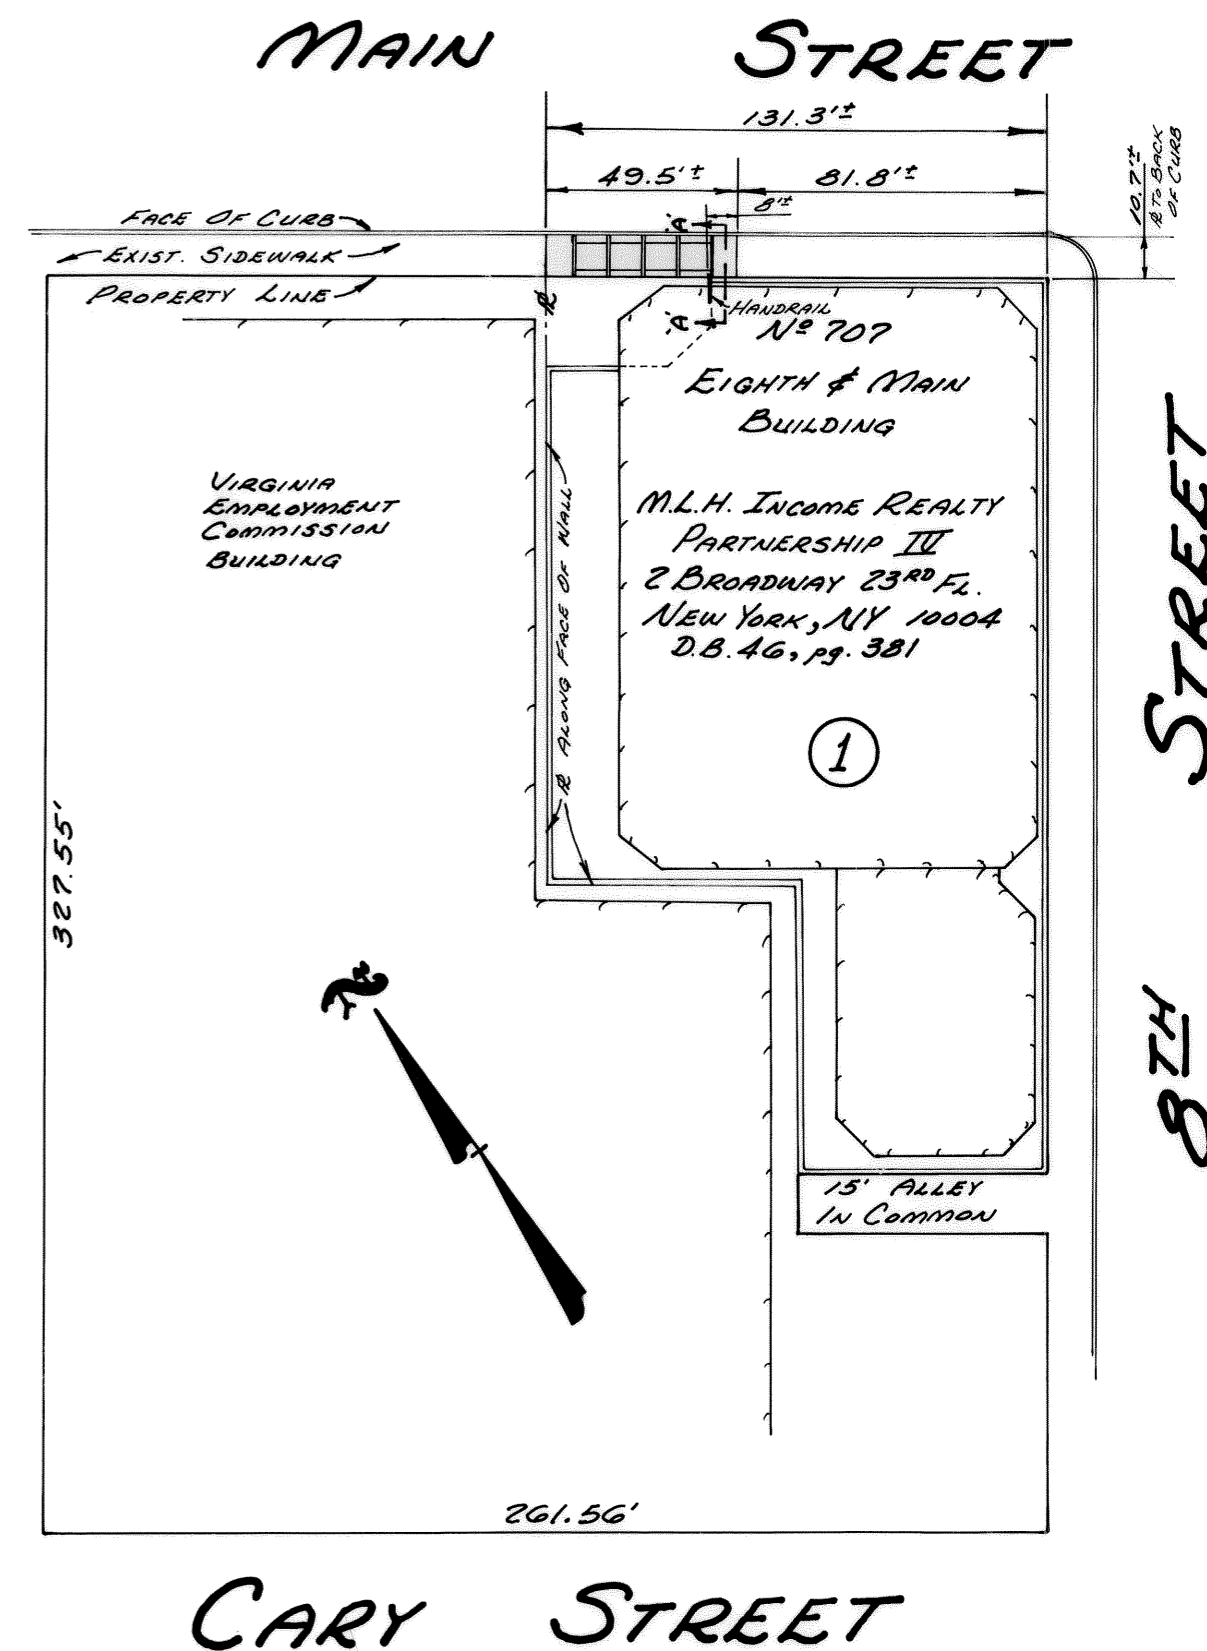 MAIN STREET
131.3'±
49.5'± 81.8'±
8'±
10.7'±
℞ TO BACK
OF CURB
FACE OF CURB
EXIST. SIDEWALK
PROPERTY LINE
℞
'A'
'A'
HANDRAIL
Nº 707
EIGHTH & MAIN
BUILDING
M.L.H. INCOME REALTY
PARTNERSHIP IV
2 BROADWAY 23RD FL.
NEW YORK, NY 10004
D.B. 46, pg. 381
1
VIRGINIA
EMPLOYMENT
COMMISSION
BUILDING
℞ ALONG FACE OF WALL
327.55'
15' ALLEY
IN COMMON
261.56'
8TH STREET
CARY STREET